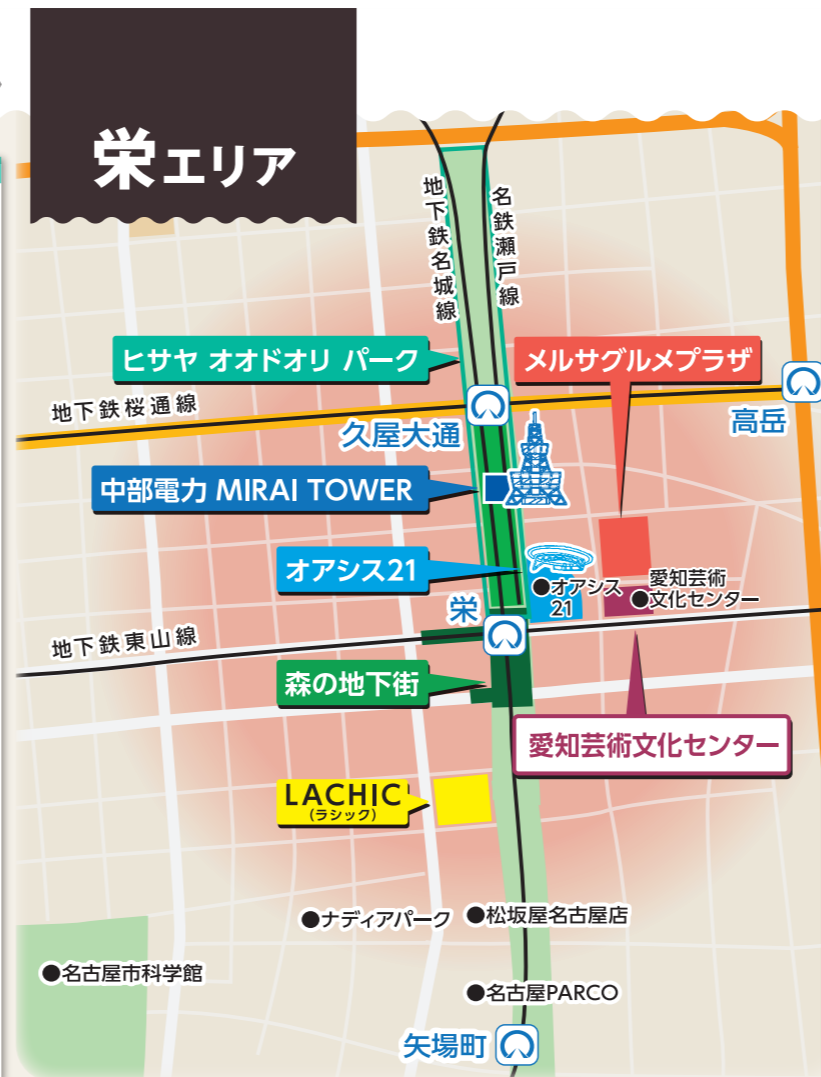 栄エリア
地下鉄名城線
名鉄瀬戸線
ヒサヤ オオドオリ パーク
メルサグルメプラザ
地下鉄桜通線
久屋大通
高岳
中部電力 MIRAI TOWER
オアシス21
●オアシス
21
愛知芸術
●文化センター
栄
地下鉄東山線
森の地下街
愛知芸術文化センター
LACHIC
(ラシック)
●ナディアパーク
●松坂屋名古屋店
●名古屋市科学館
●名古屋PARCO
矢場町